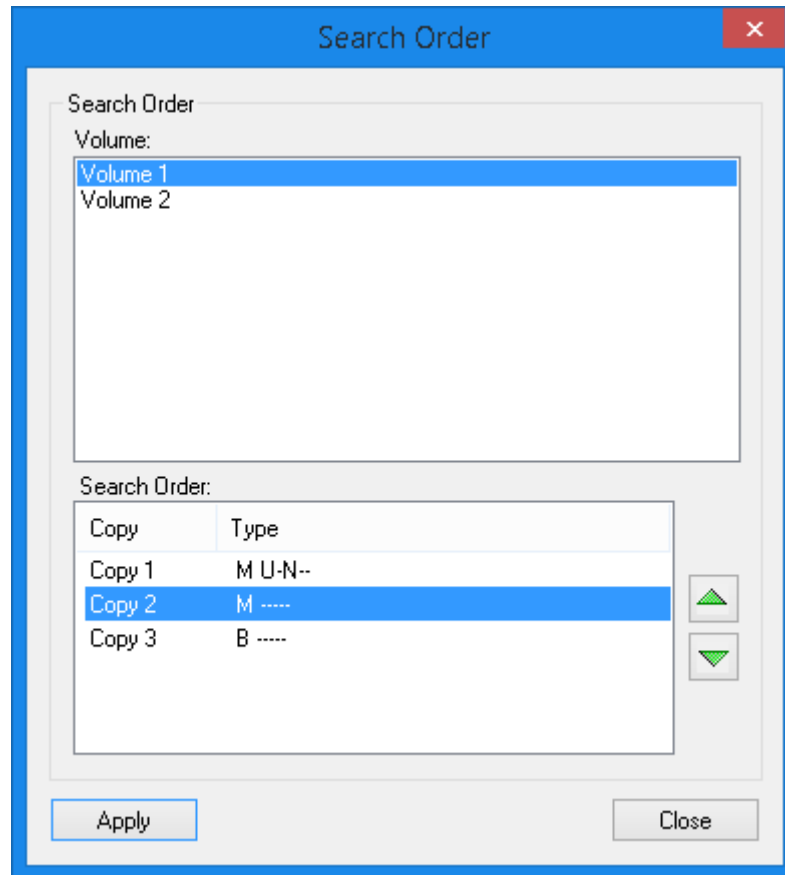 Search Order
Search Order
Volume:
Volume 1
Volume 2
Search Order:
Copy Type
Copy 1 M U-N--
Copy 2 M -----
Copy 3 B -----
Apply Close